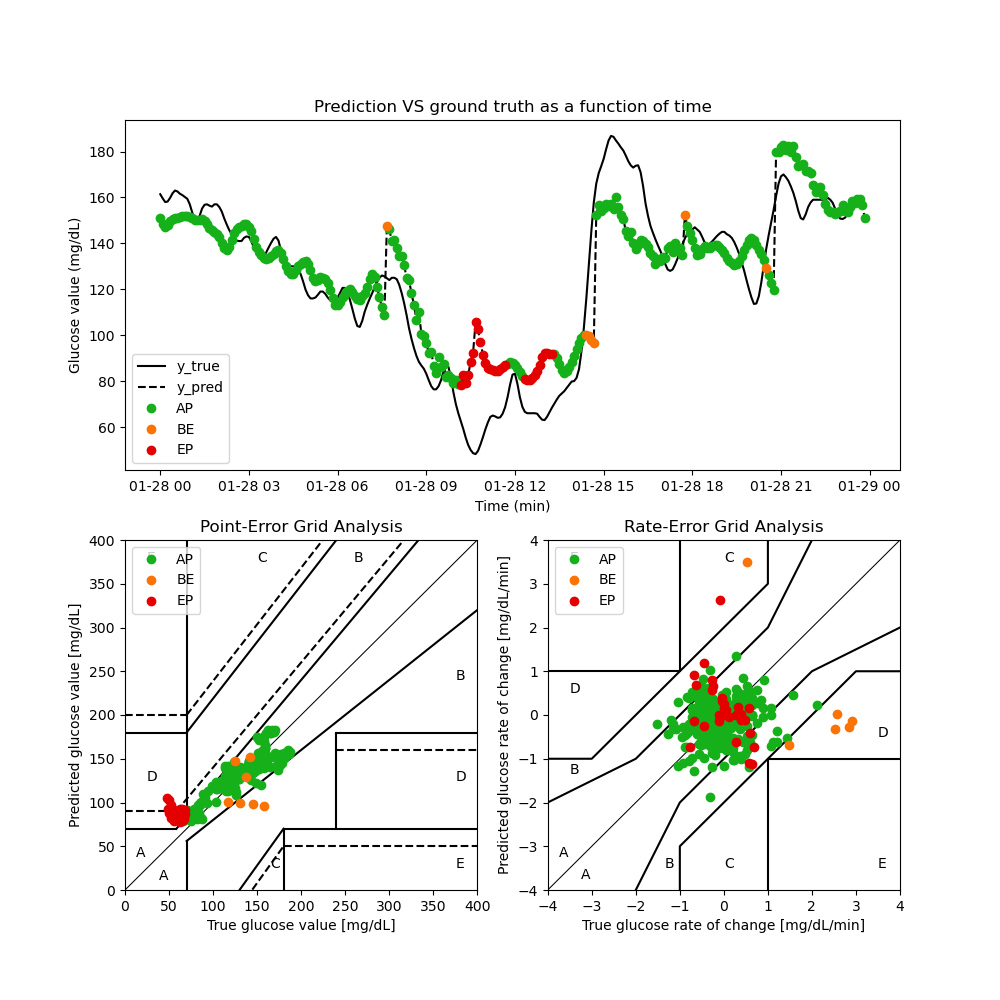 Prediction VS ground truth as a function of time
Glucose value (mg/dL)
180
160
140
120
100
80
60
y_true
y_pred
AP
BE
EP
01-28 00 01-28 03 01-28 06 01-28 09 01-28 12 01-28 15 01-28 18 01-28 21 01-29 00
Time (min)
Point-Error Grid Analysis
Predicted glucose value [mg/dL]
400
350
300
250
200
150
100
50
0
AP
BE
EP
C
B
B
D
D
A
A
C
E
0 50 100 150 200 250 300 350 400
True glucose value [mg/dL]
Rate-Error Grid Analysis
Predicted glucose rate of change [mg/dL/min]
4
3
2
1
0
−1
−2
−3
−4
AP
BE
EP
C
D
D
B
A
A
B
C
E
−4 −3 −2 −1 0 1 2 3 4
True glucose rate of change [mg/dL/min]